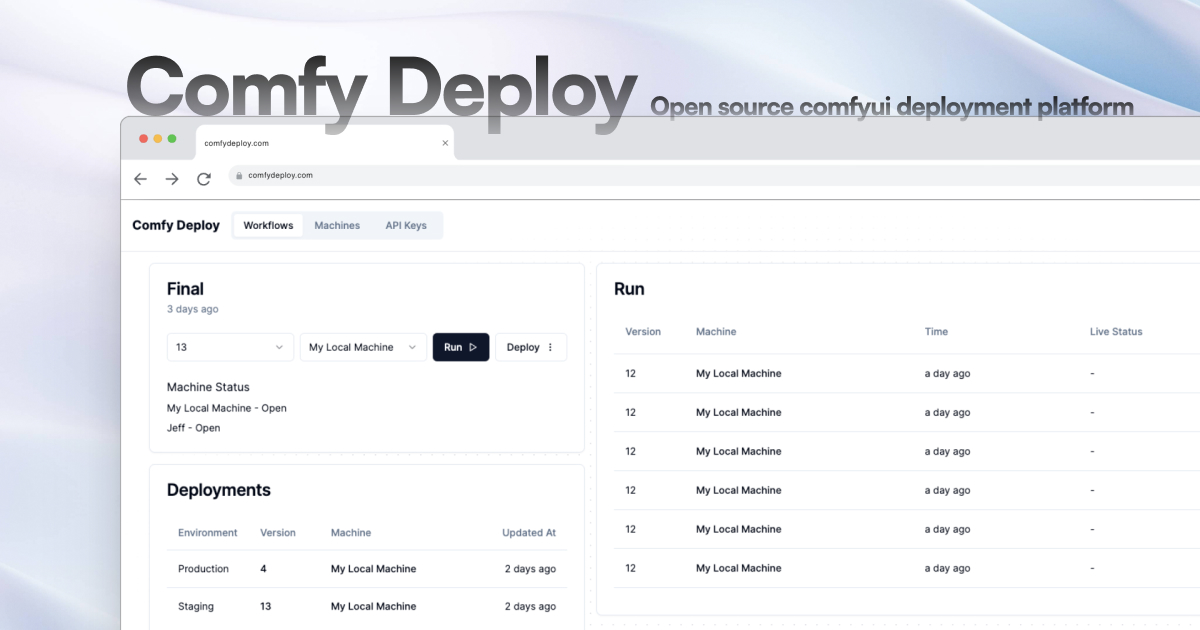 Comfy Deploy Open source comfyui deployment platform
comfydeploy.com
comfydeploy.com
Comfy Deploy Workflows Machines API Keys
Final
3 days ago
13 My Local Machine Run Deploy
Machine Status
My Local Machine - Open
Jeff - Open
Deployments
Environment Version Machine Updated At
Production 4 My Local Machine 2 days ago
Staging 13 My Local Machine 2 days ago
Run
Version Machine Time Live Status
12 My Local Machine a day ago -
12 My Local Machine a day ago -
12 My Local Machine a day ago -
12 My Local Machine a day ago -
12 My Local Machine a day ago -
12 My Local Machine a day ago -